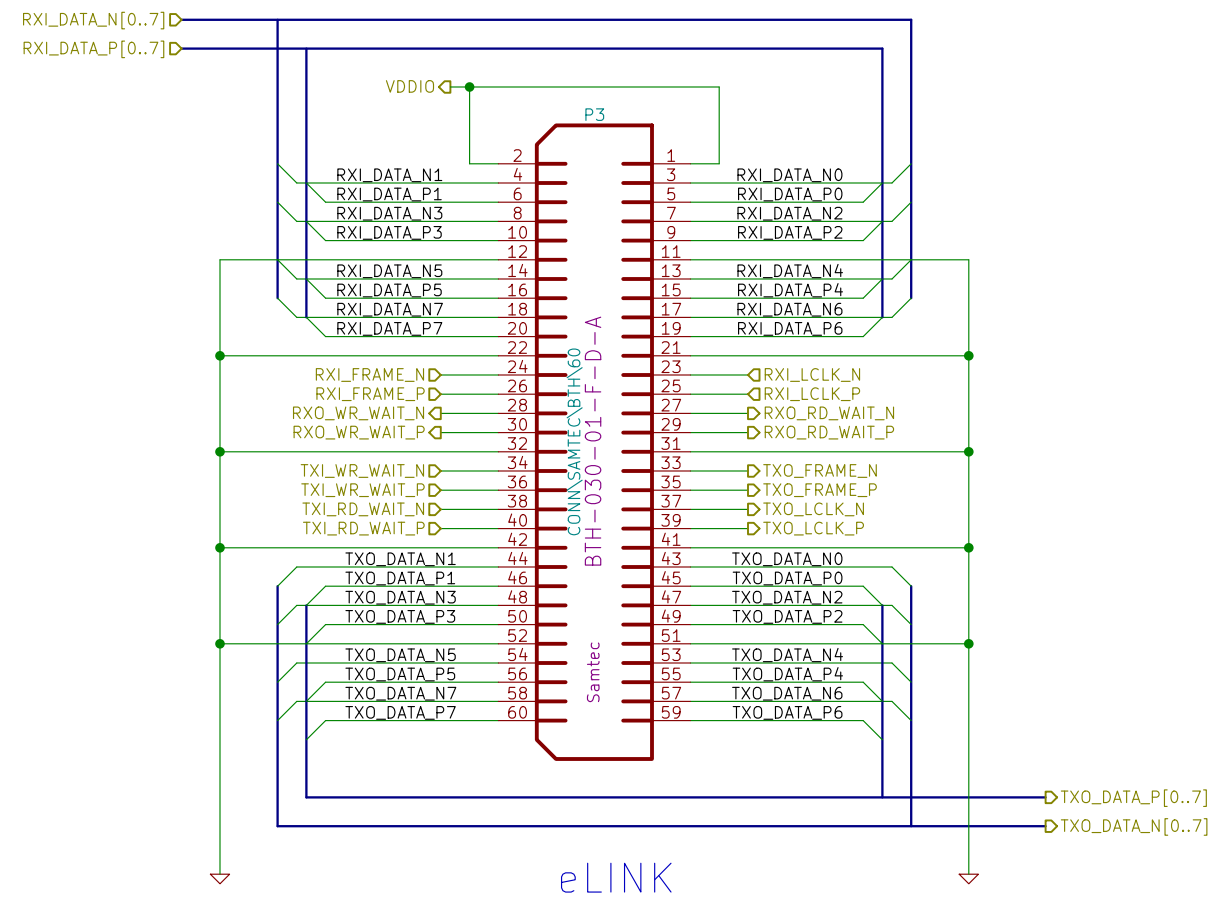 RXI_DATA_N[0..7]
RXI_DATA_P[0..7]
VDDIO
P3
2 1
RXI_DATA_N1 4 3 RXI_DATA_N0
RXI_DATA_P1 6 5 RXI_DATA_P0
RXI_DATA_N3 8 7 RXI_DATA_N2
RXI_DATA_P3 10 9 RXI_DATA_P2
12 11
RXI_DATA_N5 14 13 RXI_DATA_N4
RXI_DATA_P5 16 15 RXI_DATA_P4
RXI_DATA_N7 18 17 RXI_DATA_N6
RXI_DATA_P7 20 19 RXI_DATA_P6
22 21
RXI_FRAME_N 24 23 RXI_LCLK_N
RXI_FRAME_P 26 25 RXI_LCLK_P
RXO_WR_WAIT_N 28 27 RXO_RD_WAIT_N
RXO_WR_WAIT_P 30 29 RXO_RD_WAIT_P
32 31
TXI_WR_WAIT_N 34 33 TXO_FRAME_N
TXI_WR_WAIT_P 36 35 TXO_FRAME_P
TXI_RD_WAIT_N 38 37 TXO_LCLK_N
TXI_RD_WAIT_P 40 39 TXO_LCLK_P
42 41
TXO_DATA_N1 44 43 TXO_DATA_N0
TXO_DATA_P1 46 45 TXO_DATA_P0
TXO_DATA_N3 48 47 TXO_DATA_N2
TXO_DATA_P3 50 49 TXO_DATA_P2
52 51
TXO_DATA_N5 54 53 TXO_DATA_N4
TXO_DATA_P5 56 55 TXO_DATA_P4
TXO_DATA_N7 58 57 TXO_DATA_N6
TXO_DATA_P7 60 59 TXO_DATA_P6
CONN\SAMTEC\BTH\60
BTH-030-01-F-D-A
Samtec
TXO_DATA_P[0..7]
TXO_DATA_N[0..7]
eLINK